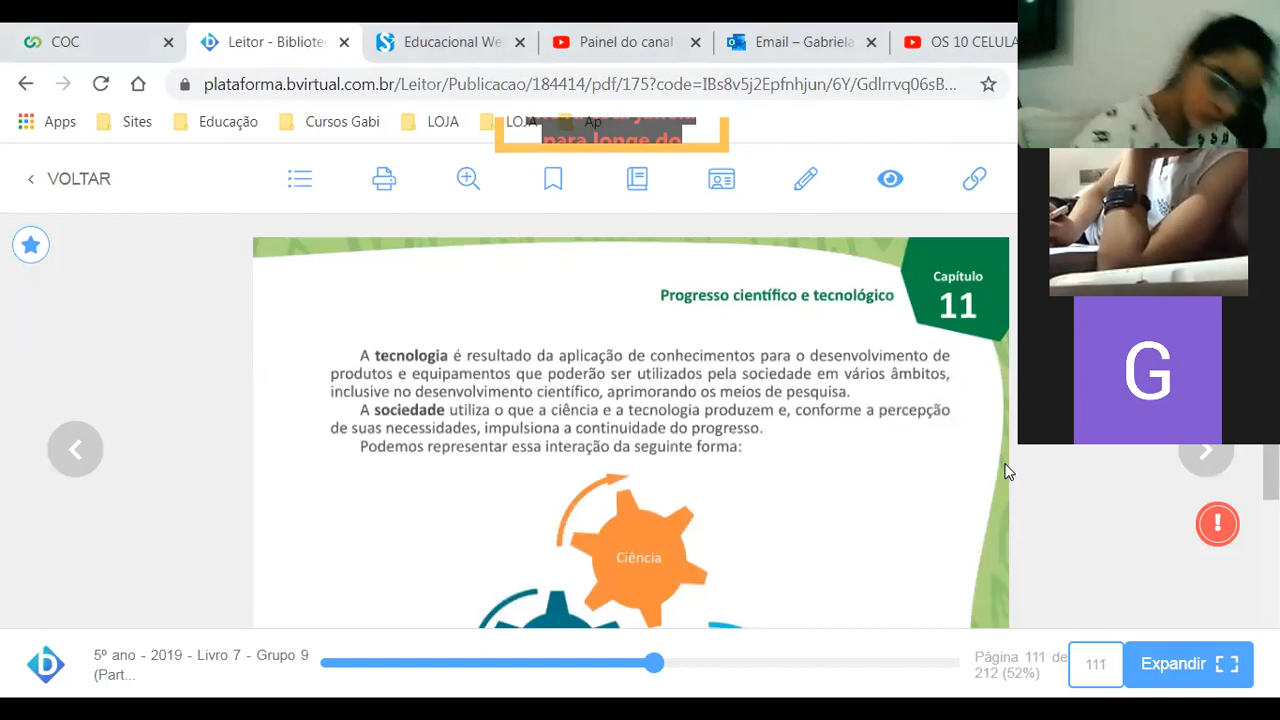 COC
Leitor - Bibliote
Educacional We
Painel do canal
Email – Gabriela
OS 10 CELULA
plataforma.bvirtual.com.br/Leitor/Publicacao/184414/pdf/175?code=IBs8v5j2Epfnhjun/6Y/Gdlrrvq06sB...
Apps
Sites
Educação
Cursos Gabi
LOJA
LOJA
Ap
para longe do
VOLTAR
Capítulo
11
Progresso científico e tecnológico
A tecnologia é resultado da aplicação de conhecimentos para o desenvolvimento de
produtos e equipamentos que poderão ser utilizados pela sociedade em vários âmbitos,
inclusive no desenvolvimento científico, aprimorando os meios de pesquisa.
A sociedade utiliza o que a ciência e a tecnologia produzem e, conforme a percepção
de suas necessidades, impulsiona a continuidade do progresso.
Podemos representar essa interação da seguinte forma:
Ciência
G
5º ano - 2019 - Livro 7 - Grupo 9
(Part...
Página 111 de
212 (52%)
111
Expandir